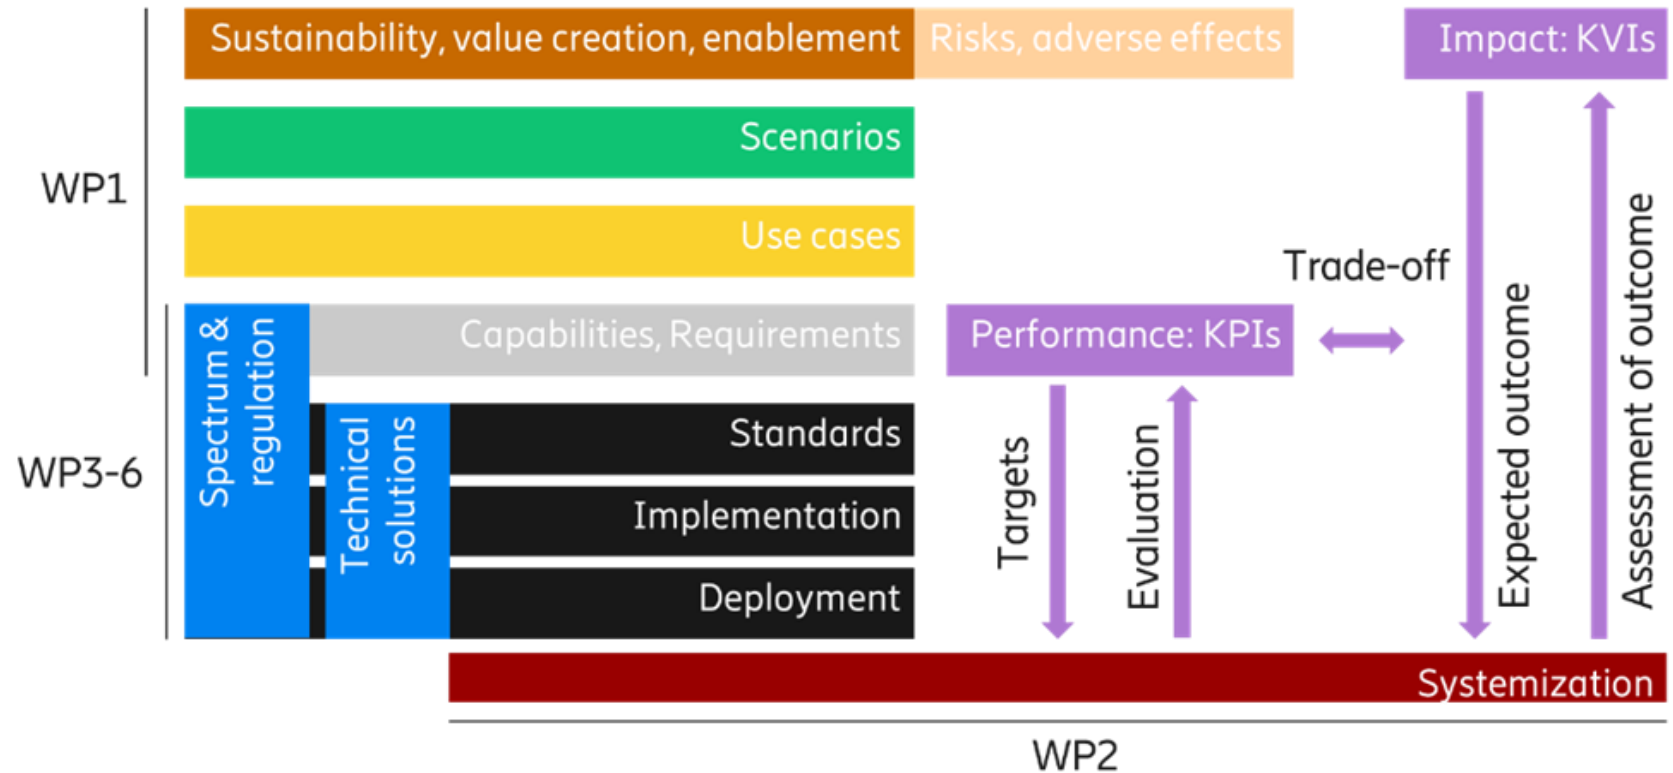 Sustainability, value creation, enablement
Risks, adverse effects
Impact: KVIs
Scenarios
WP1
Use cases
Trade-off
Spectrum &
regulation
Capabilities, Requirements
Performance: KPIs
Expected outcome
Assessment of outcome
WP3-6
Technical
solutions
Standards
Targets
Evaluation
Implementation
Deployment
Systemization
WP2